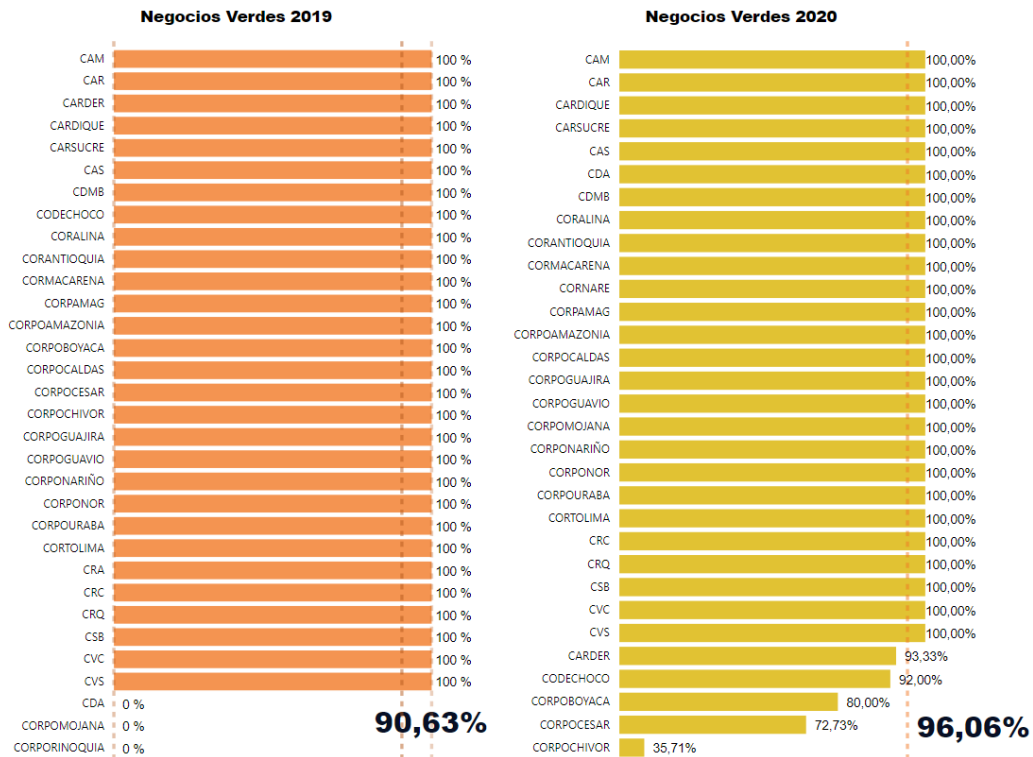 Negocios Verdes 2019
CAM 100 %
CAR 100 %
CARDER 100 %
CARDIQUE 100 %
CARSUCRE 100 %
CAS 100 %
CDMB 100 %
CODECHOCO 100 %
CORALINA 100 %
CORANTIOQUIA 100 %
CORMACARENA 100 %
CORPAMAG 100 %
CORPOAMAZONIA 100 %
CORPOBOYACA 100 %
CORPOCALDAS 100 %
CORPOCESAR 100 %
CORPOCHIVOR 100 %
CORPOGUAJIRA 100 %
CORPOGUAVIO 100 %
CORPONARIÑO 100 %
CORPONOR 100 %
CORPOURABA 100 %
CORTOLIMA 100 %
CRA 100 %
CRC 100 %
CRQ 100 %
CSB 100 %
CVC 100 %
CVS 100 %
CDA 0 %
CORPOMOJANA 0 %
CORPORINOQUIA 0 %
90,63%
Negocios Verdes 2020
CAM 100,00%
CAR 100,00%
CARDIQUE 100,00%
CARSUCRE 100,00%
CAS 100,00%
CDA 100,00%
CDMB 100,00%
CORALINA 100,00%
CORANTIOQUIA 100,00%
CORMACARENA 100,00%
CORNARE 100,00%
CORPAMAG 100,00%
CORPOAMAZONIA 100,00%
CORPOCALDAS 100,00%
CORPOGUAJIRA 100,00%
CORPOGUAVIO 100,00%
CORPOMOJANA 100,00%
CORPONARIÑO 100,00%
CORPONOR 100,00%
CORPOURABA 100,00%
CORTOLIMA 100,00%
CRC 100,00%
CRQ 100,00%
CSB 100,00%
CVC 100,00%
CVS 100,00%
CARDER 93,33%
CODECHOCO 92,00%
CORPOBOYACA 80,00%
CORPOCESAR 72,73%
CORPOCHIVOR 35,71%
96,06%